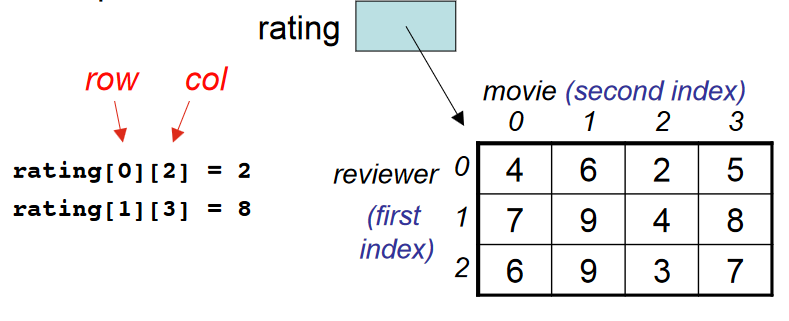 rating
row col
rating[0][2] = 2
rating[1][3] = 8
movie (second index)
0 1 2 3
reviewer 0 4 6 2 5
(first 1 7 9 4 8
index)
2 6 9 3 7